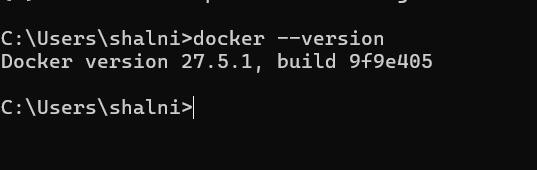 C:\Users\shalni>docker --version
Docker version 27.5.1, build 9f9e405
C:\Users\shalni>